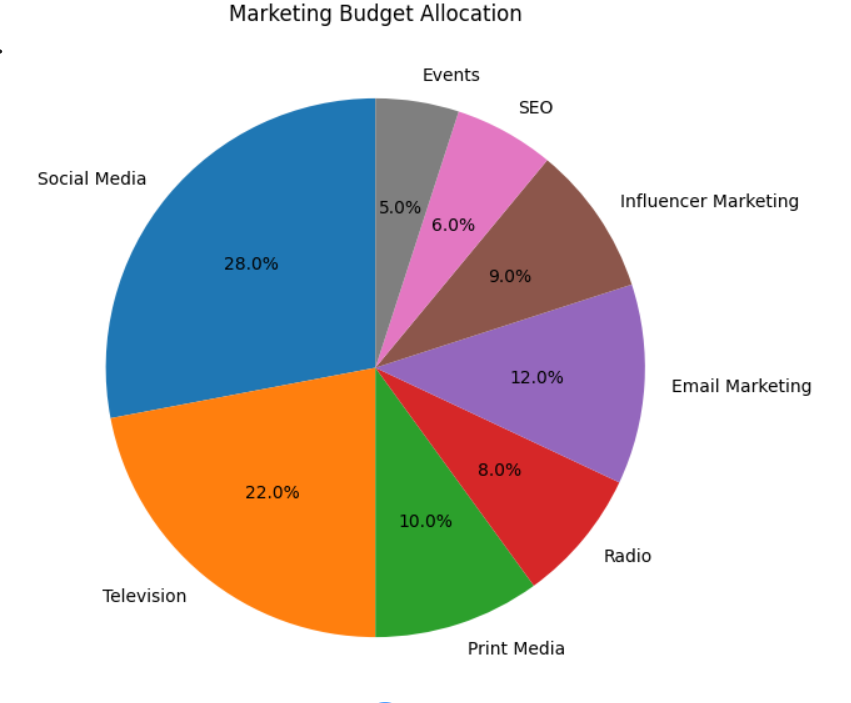 Marketing Budget Allocation
Events
SEO
Social Media
Influencer Marketing
5.0%
6.0%
28.0%
9.0%
12.0%
Email Marketing
8.0%
22.0%
10.0%
Radio
Television
Print Media